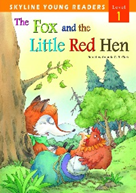 SKYLINE YOUNG READERS Level
1
The Fox and the
Little Red Hen